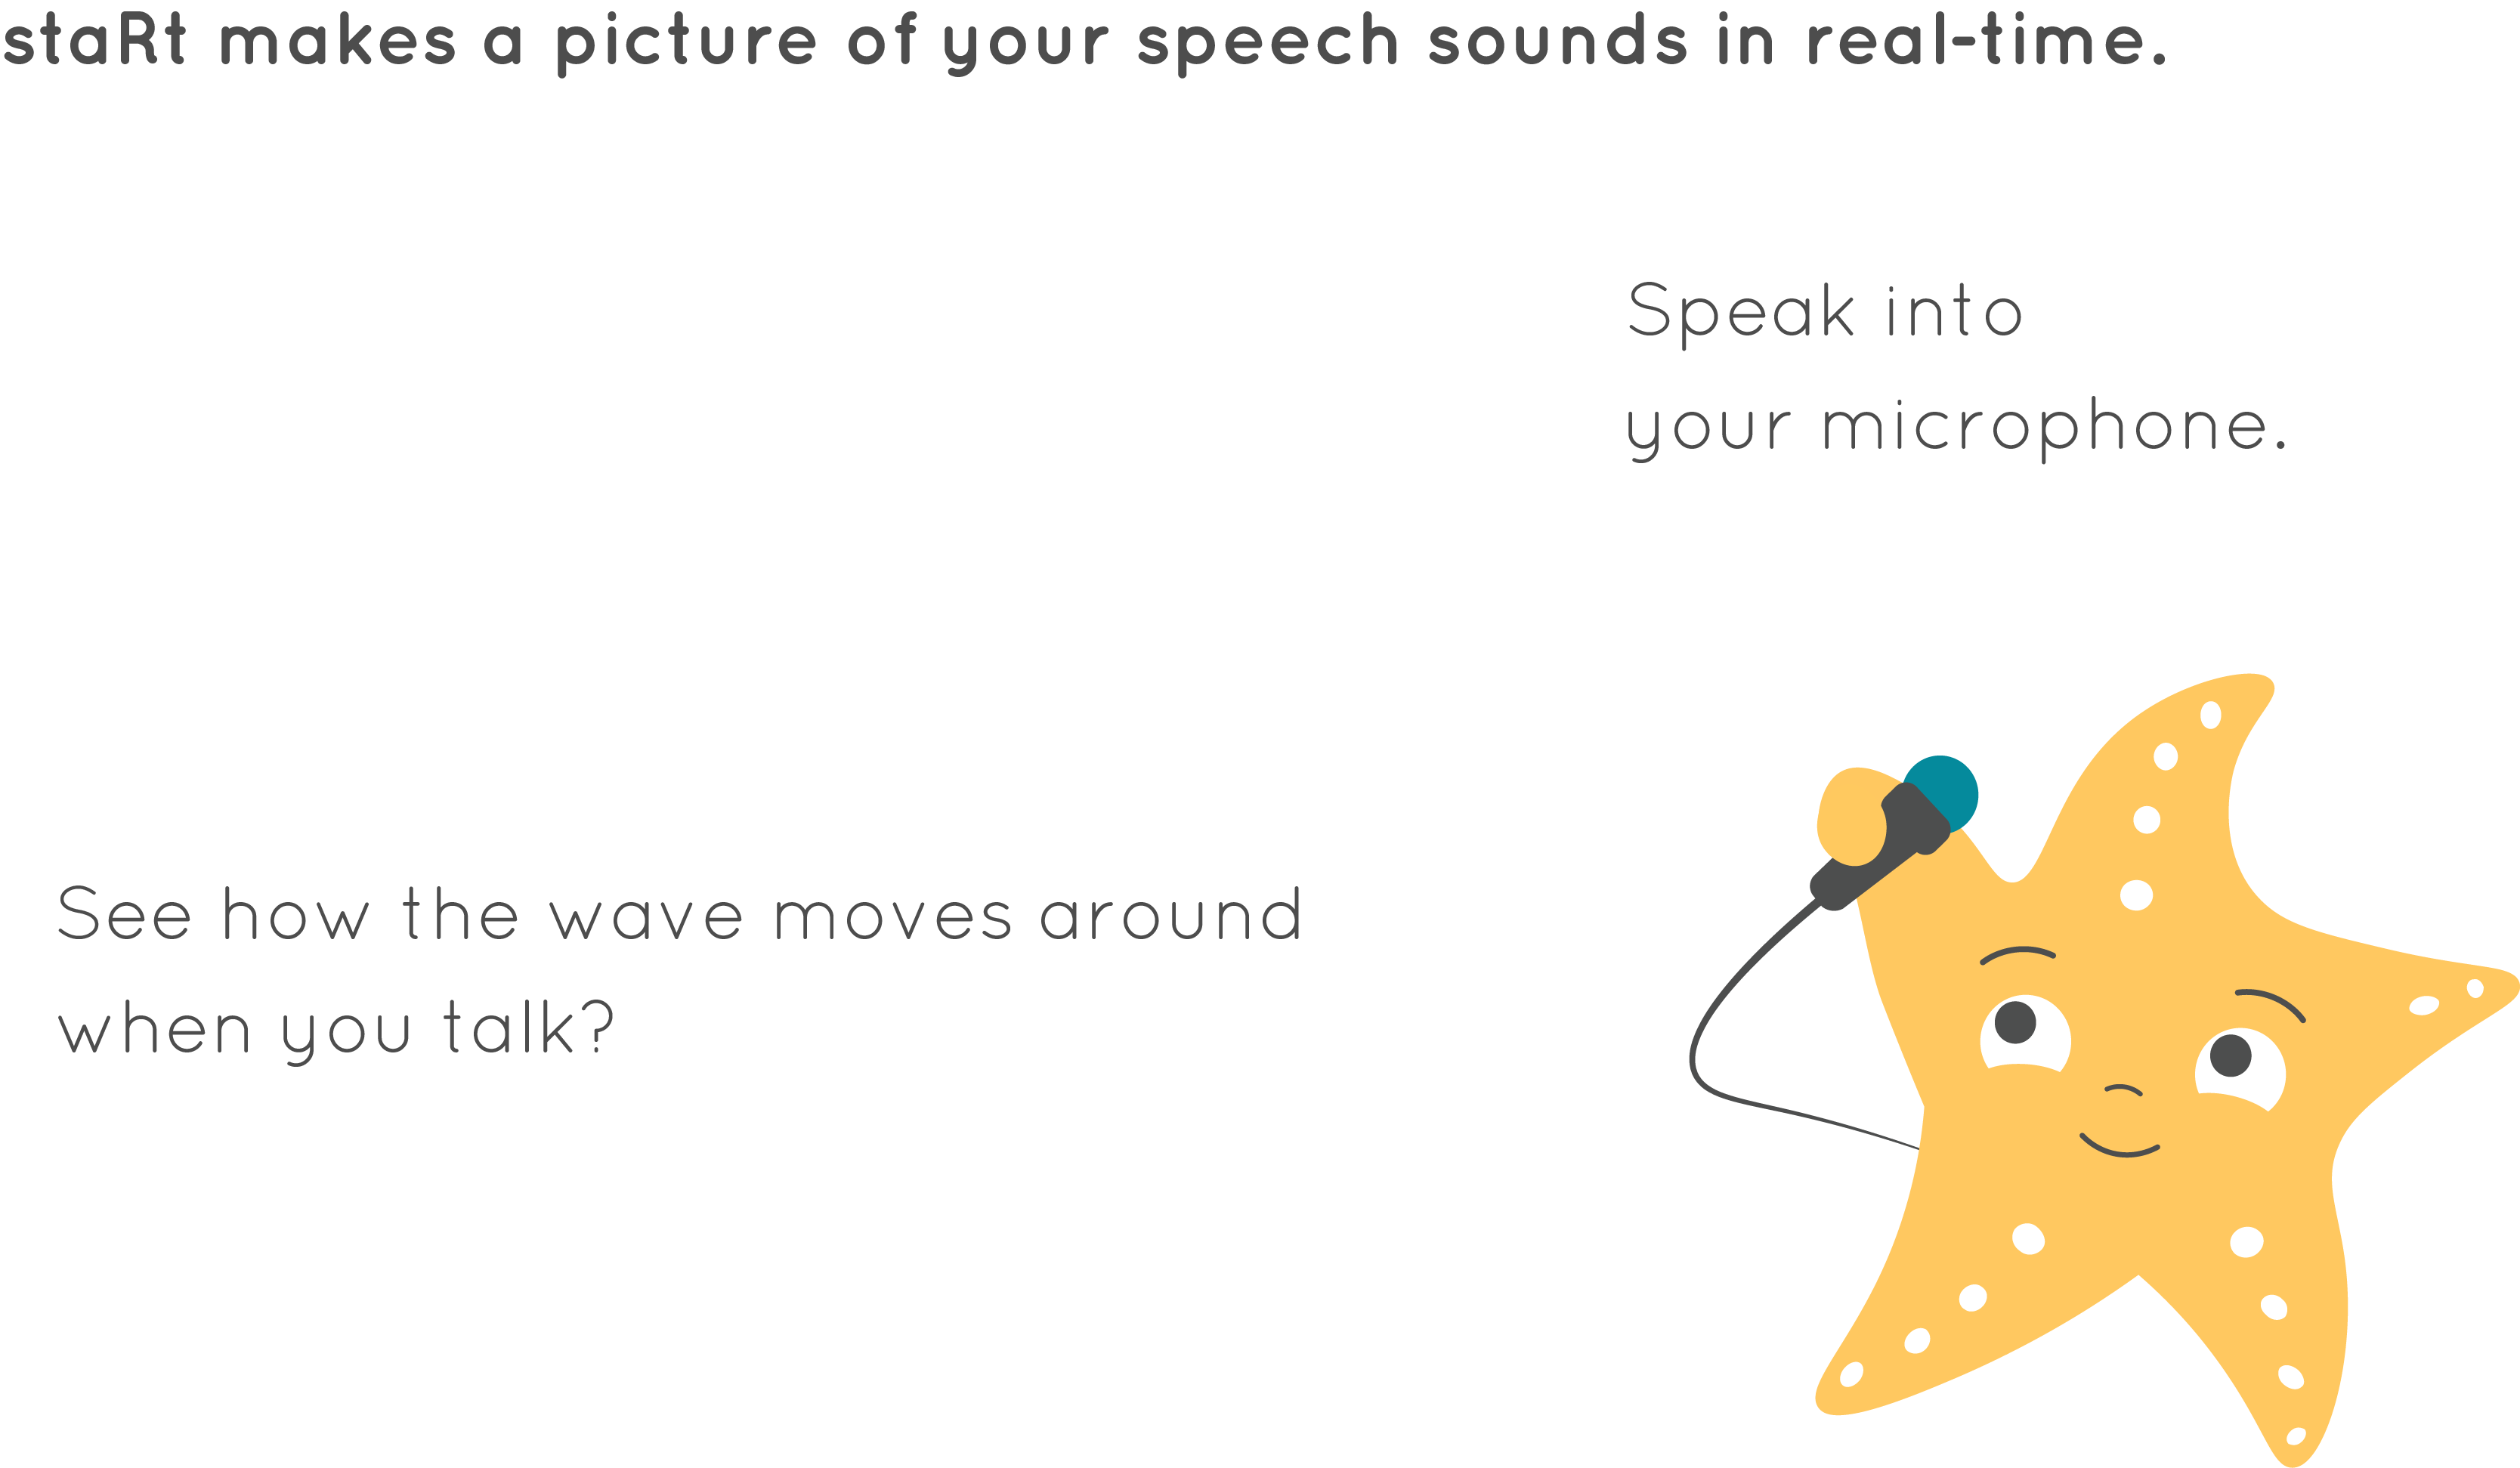 staRt makes a picture of your speech sounds in real-time.
Speak into
your microphone.
See how the wave moves around
when you talk?